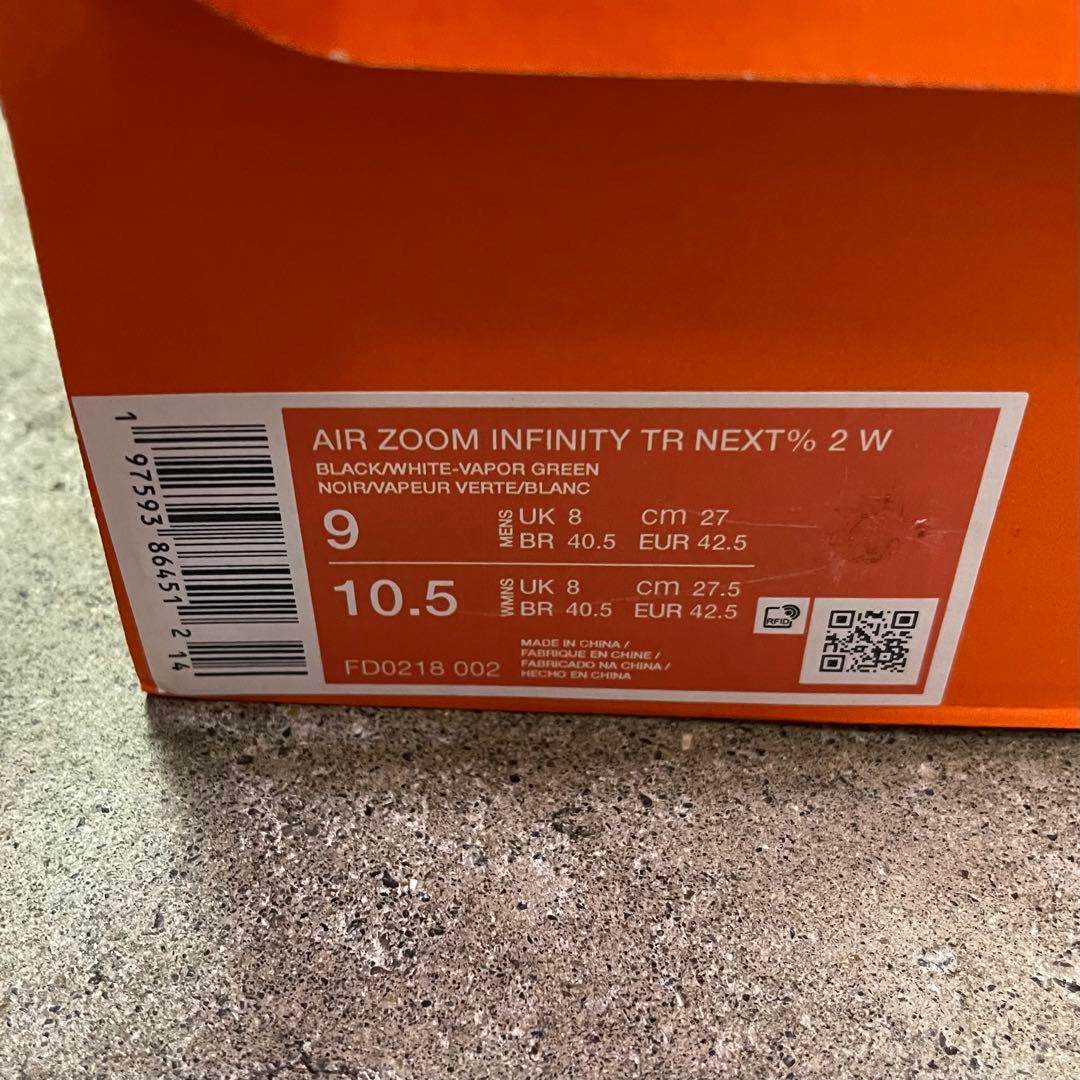 AIR ZOOM INFINITY TR NEXT% 2 W
BLACK/WHITE-VAPOR GREEN
NOIR/VAPEUR VERTE/BLANC
9 MENS UK 8 cm 27
BR 40.5 EUR 42.5
10.5 WMNS UK 8 cm 27.5
BR 40.5 EUR 42.5
RFID
FD0218 002
MADE IN CHINA /
FABRIQUE EN CHINE /
FABRICADO NA CHINA /
HECHO EN CHINA
1 97593 86451 2 14